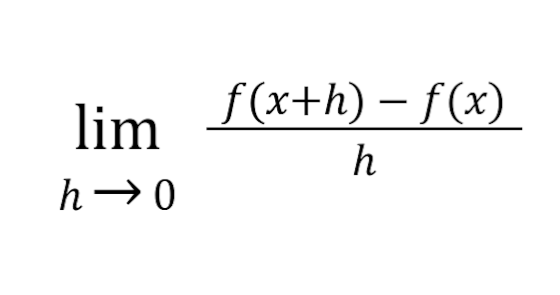 lim h → 0 f(x+h) − f(x) / h